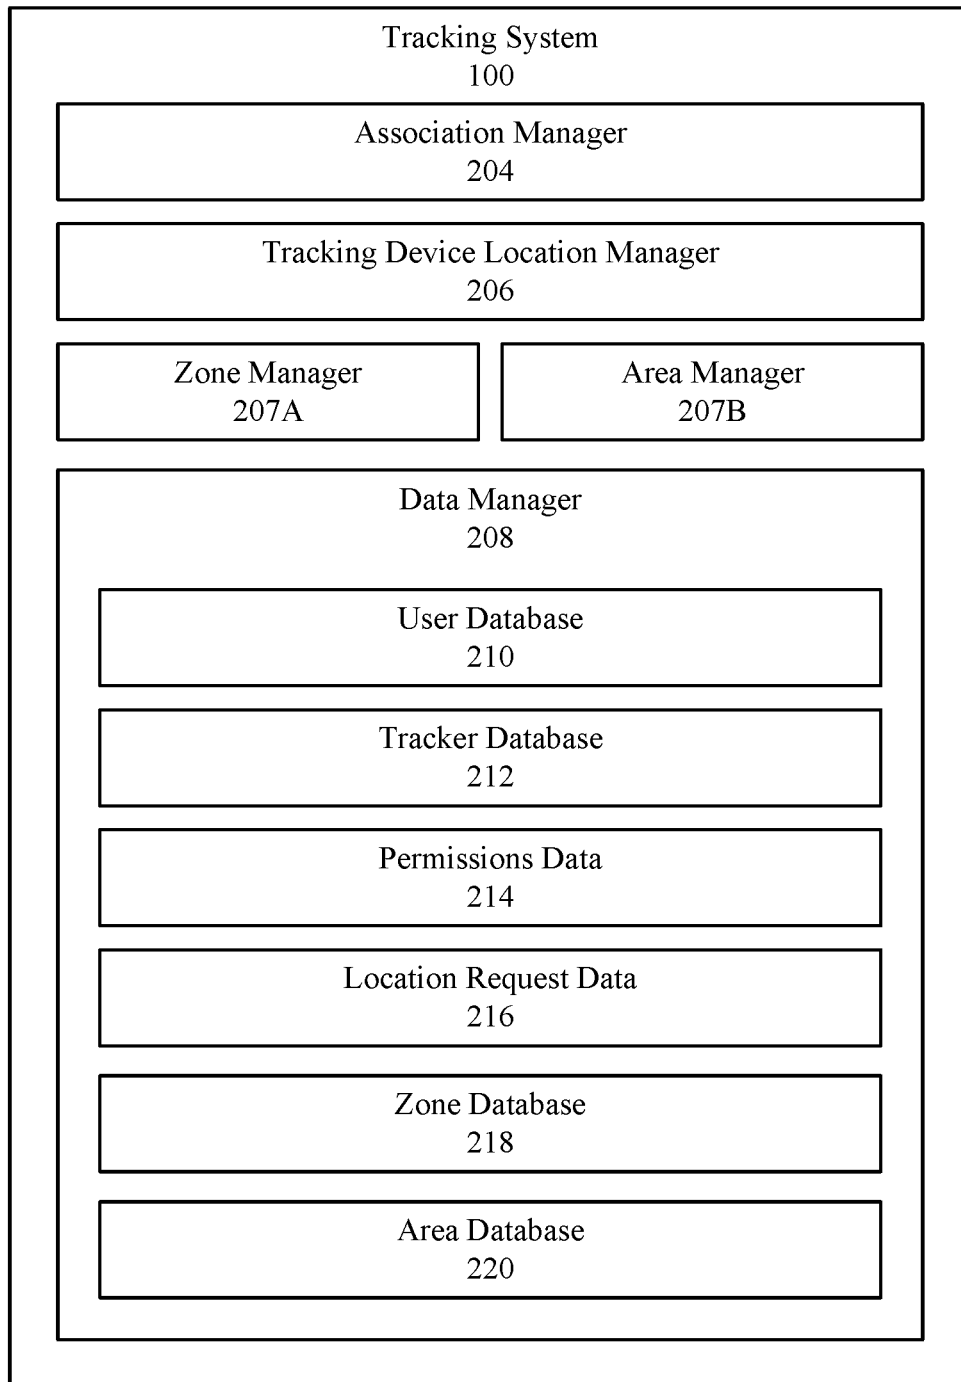 Tracking System
100
Association Manager
204
Tracking Device Location Manager
206
Zone Manager
207A
Area Manager
207B
Data Manager
208
User Database
210
Tracker Database
212
Permissions Data
214
Location Request Data
216
Zone Database
218
Area Database
220